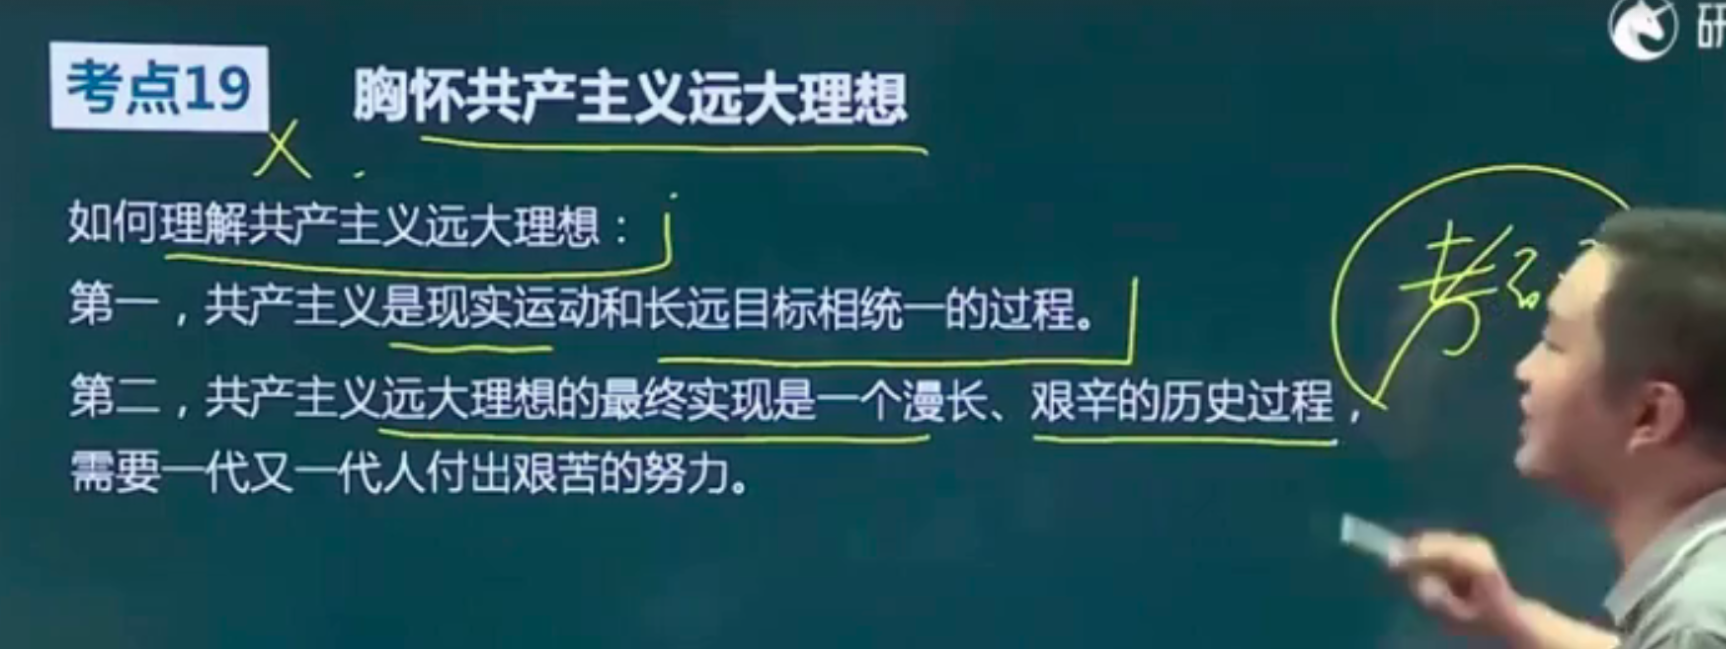 研
考点19
胸怀共产主义远大理想
如何理解共产主义远大理想：
第一，共产主义是现实运动和长远目标相统一的过程。
第二，共产主义远大理想的最终实现是一个漫长、艰辛的历史过程，
需要一代又一代人付出艰苦的努力。